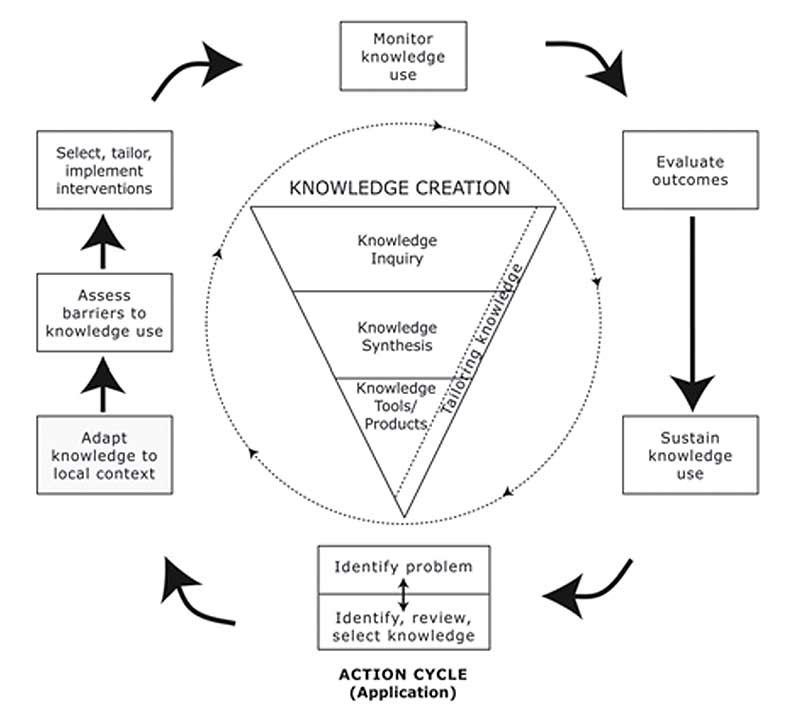 Monitor
knowledge
use
Select, tailor,
implement
interventions
Evaluate
outcomes
KNOWLEDGE CREATION
Knowledge
Inquiry
Assess
barriers to
knowledge use
Knowledge
Synthesis
Tailoring knowledge
Knowledge
Tools/
Products
Adapt
knowledge to
local context
Sustain
knowledge
use
Identify problem
Identify, review,
select knowledge
ACTION CYCLE
(Application)